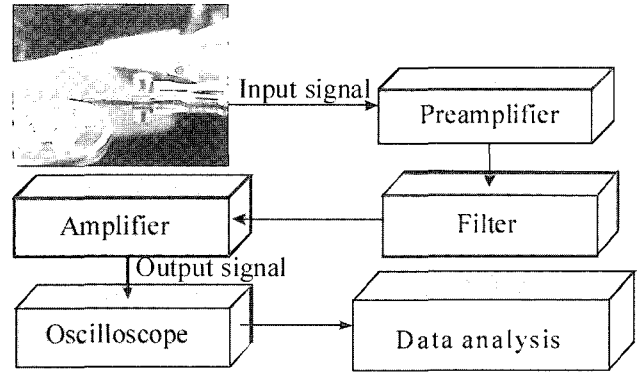 Input signal
Preamplifier
Filter
Amplifier
Output signal
Oscilloscope
Data analysis